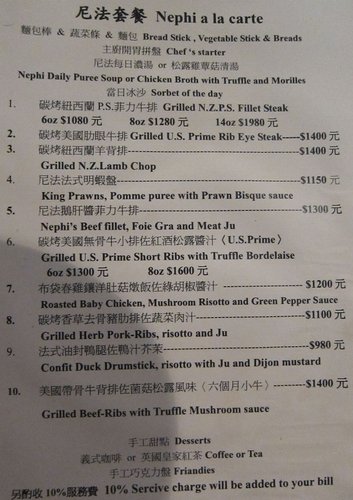 尼法套餐 Nephi a la carte
麵包棒 & 蔬菜條 & 麵包 Bread Stick , Vegetable Stick & Breads
主廚開胃拼盤 Chef 's starter
尼法每日濃湯 or 松露雞蕈菇清湯
Nephi Daily Puree Soup or Chicken Broth with Truffle and Morilles
當日冰沙 Sorbet of the day
1. 碳烤紐西蘭 P.S.菲力牛排 Grilled N.Z.P.S. Fillet Steak
6oz $1080 元 8oz $1280 元 14oz $1980 元
2. 碳烤美國肋眼牛排 Grilled U.S. Prime Rib Eye Steak-----$1400 元
3. 碳烤紐西蘭羊背排------------------------------------$1400 元
Grilled N.Z.Lamb Chop
4. 尼法法式明蝦盤--------------------------------------$1150 元
King Prawns, Pomme puree with Prawn Bisque sauce
5. 尼法鵝肝醬菲力牛排----------------------------------$1300 元
Nephi's Beef fillet, Foie Gra and Meat Ju
6. 碳烤美國無骨牛小排佐紅酒松露醬汁（U.S.Prime）
Grilled U.S. Prime Short Ribs with Truffle Bordelaise
6oz $1300 元 8oz $1600 元
7. 布袋春雞鑲洋肚菇燉飯佐綠胡椒醬汁 ------------------ $1200 元
Roasted Baby Chicken, Mushroom Risotto and Green Pepper Sauce
8. 碳烤香草去骨豬肋排佐蔬菜肉汁------------------------$1100 元
Grilled Herb Pork-Ribs, risotto and Ju
9. 法式油封鴨腿佐鴨汁芥茉------------------------------$980 元
Confit Duck Drumstick, risotto with Ju and Dijon mustard
10. 美國帶骨牛背排佐菌菇松露風味（六個月小牛）--------$1400 元
Grilled Beef-Ribs with Truffle Mushroom sauce
手工甜點 Desserts
義式咖啡 or 英國皇家紅茶 Coffee or Tea
手工巧克力盤 Friandies
另酌收 10%服務費 10% Sercive charge will be added to your bill